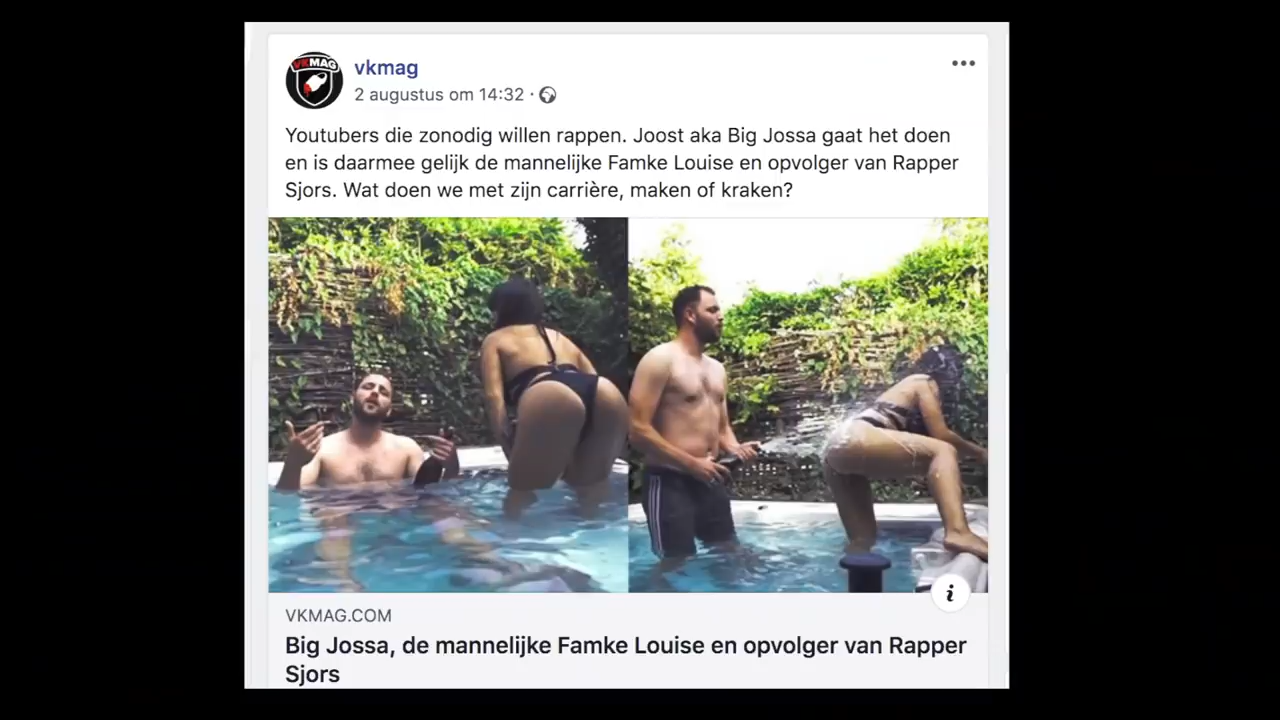 VKMAG
vkmag
2 augustus om 14:32 ·
Youtubers die zonodig willen rappen. Joost aka Big Jossa gaat het doen
en is daarmee gelijk de mannelijke Famke Louise en opvolger van Rapper
Sjors. Wat doen we met zijn carrière, maken of kraken?
i
VKMAG.COM
Big Jossa, de mannelijke Famke Louise en opvolger van Rapper
Sjors